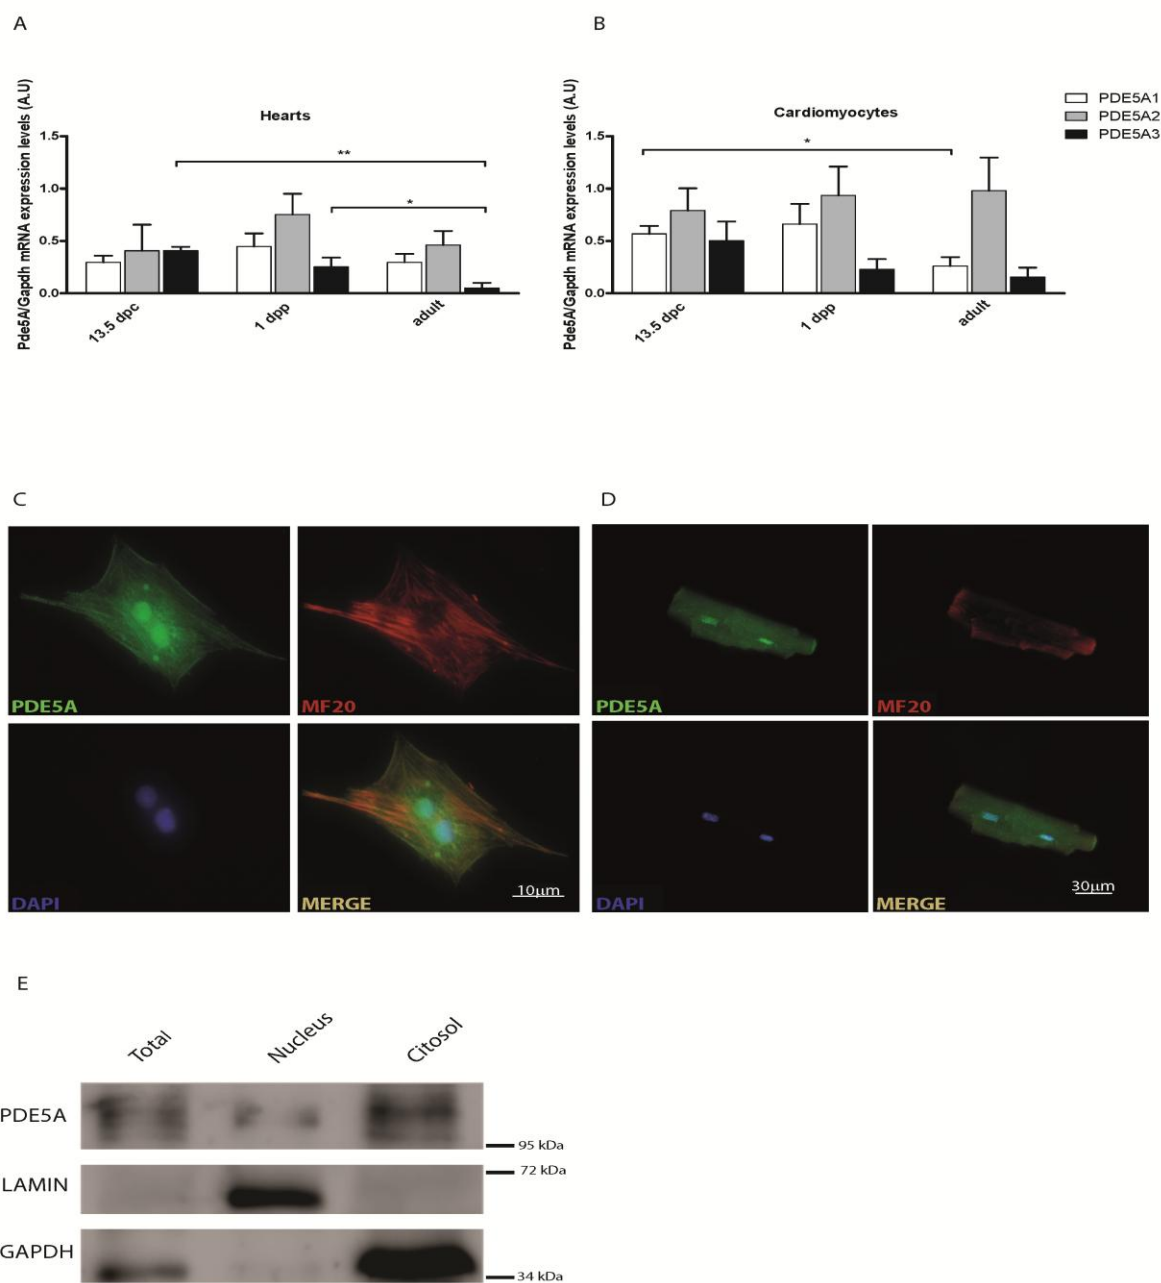 A
B
Pde5A/Gapdh mRNA expression levels (A.U)
Hearts
1.5
1.0
0.5
0.0
**
*
13.5 dpc
1 dpp
adult
Pde5A/Gapdh mRNA expression levels (A.U)
Cardiomyocytes
1.5
1.0
0.5
0.0
*
13.5 dpc
1 dpp
adult
PDE5A1
PDE5A2
PDE5A3
C
D
PDE5A
MF20
DAPI
MERGE
10μm
PDE5A
MF20
DAPI
MERGE
30μm
E
Total
Nucleus
Citosol
PDE5A
95 kDa
72 kDa
LAMIN
GAPDH
34 kDa